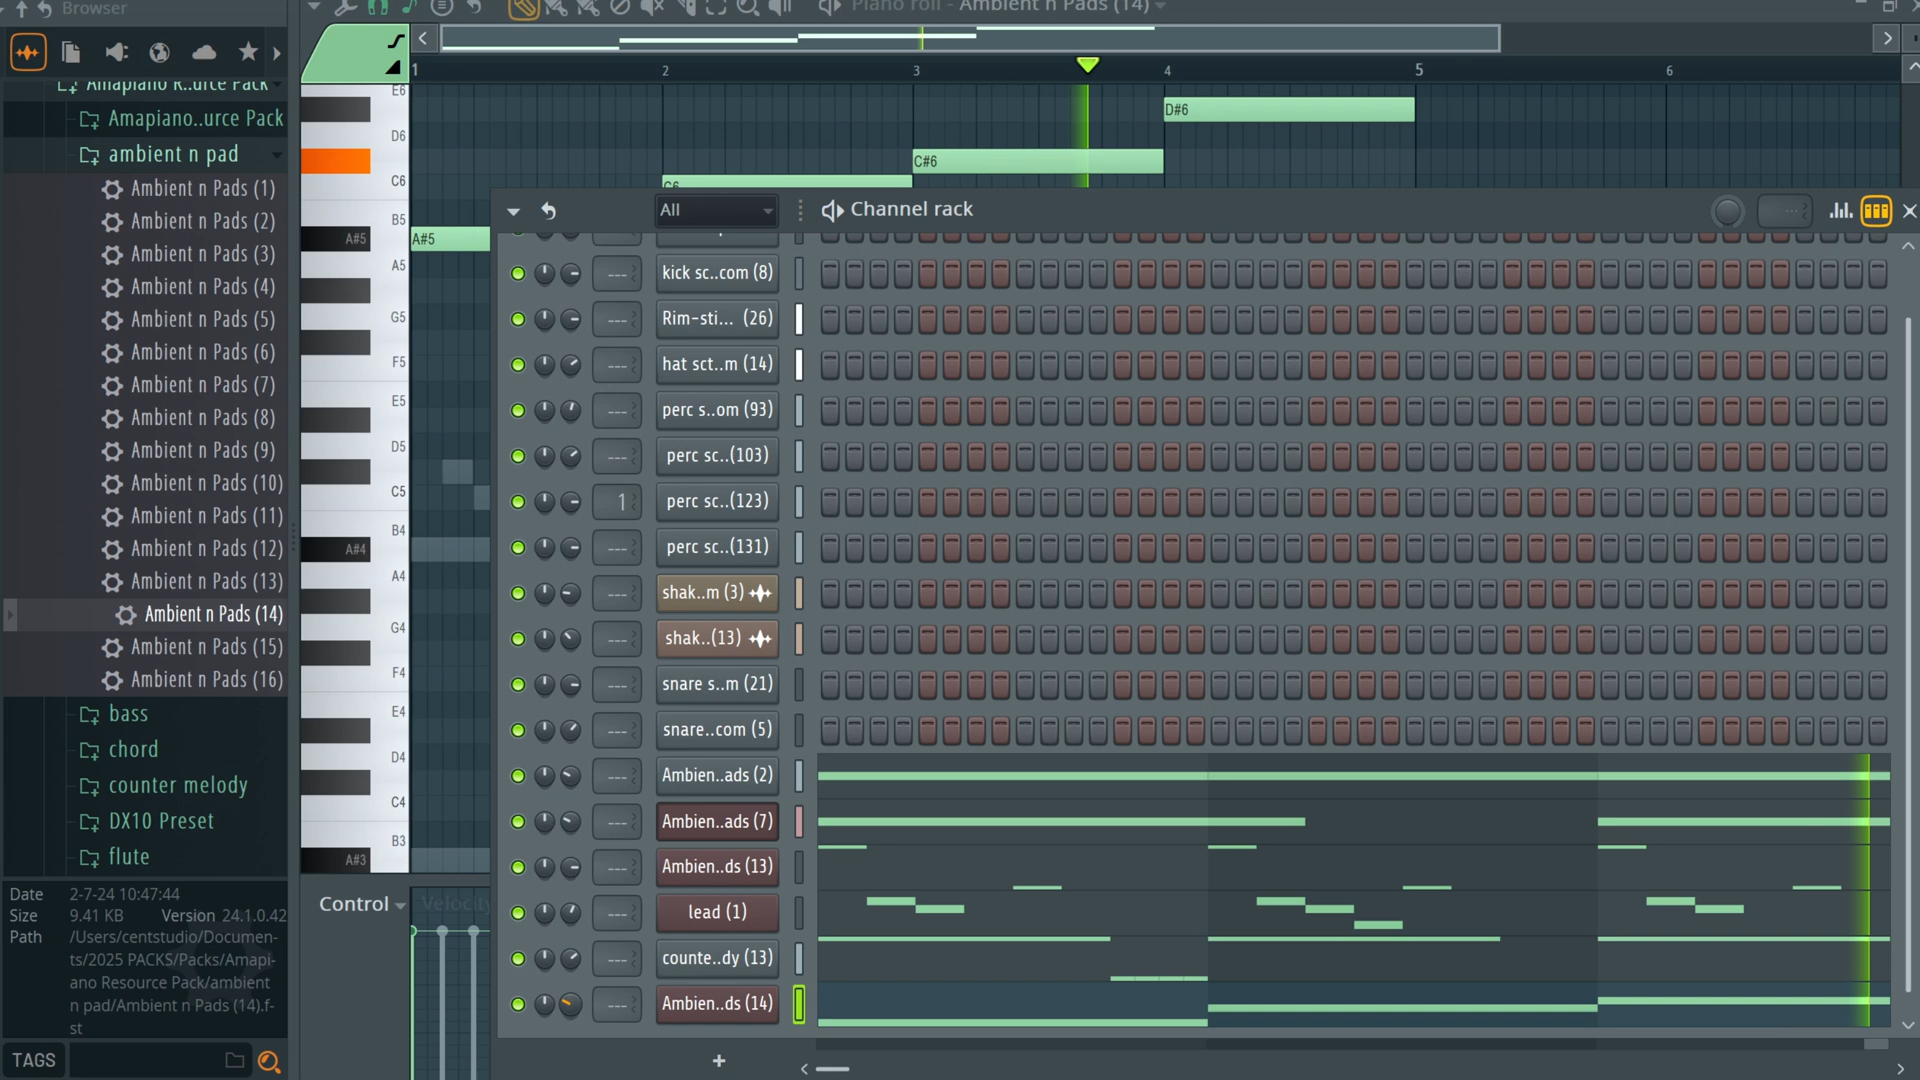 Browser
Piano roll - Ambient n Pads (14)
Amapiano R..urce Pack
Amapiano..urce Pack
ambient n pad
Ambient n Pads (1)
Ambient n Pads (2)
Ambient n Pads (3)
Ambient n Pads (4)
Ambient n Pads (5)
Ambient n Pads (6)
Ambient n Pads (7)
Ambient n Pads (8)
Ambient n Pads (9)
Ambient n Pads (10)
Ambient n Pads (11)
Ambient n Pads (12)
Ambient n Pads (13)
Ambient n Pads (14)
Ambient n Pads (15)
Ambient n Pads (16)
bass
chord
counter melody
DX10 Preset
flute
Date 2-7-24 10:47:44
Size 9.41 KB Version 24.1.0.42
Path /Users/centstudio/Documen-
ts/2025 PACKS/Packs/Amapi-
ano Resource Pack/ambient
n pad/Ambient n Pads (14).f-
st
TAGS
1 2 3 4 5 6
E6
D6
C6
B5
A#5
A5
G5
F5
E5
D5
C5
B4
A#4
A4
G4
F4
E4
D4
C4
B3
A#3
D#6
C#6
C6
A#5
Control
Velocity
All
Channel rack
kick sc..com (8)
Rim-sti... (26)
hat sct..m (14)
perc s..om (93)
perc sc..(103)
1 perc sc..(123)
perc sc..(131)
shak..m (3)
shak..(13)
snare s..m (21)
snare..com (5)
Ambien..ads (2)
Ambien..ads (7)
Ambien..ds (13)
lead (1)
counte..dy (13)
Ambien..ds (14)
+